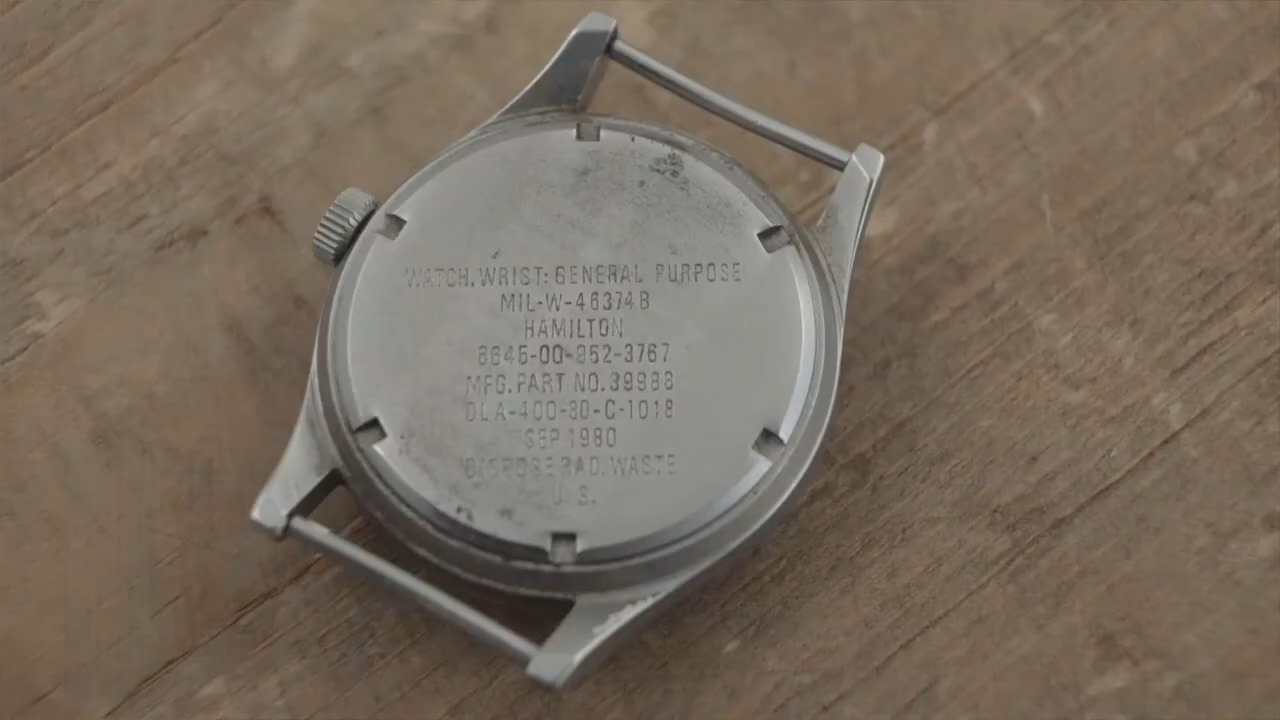 WATCH, WRIST: GENERAL PURPOSE
MIL-W-46374B
HAMILTON
6645-00-952-3767
MFG. PART NO. 39988
DLA-400-80-C-1018
SEP 1980
DISPOSE RAD. WASTE
U.S.